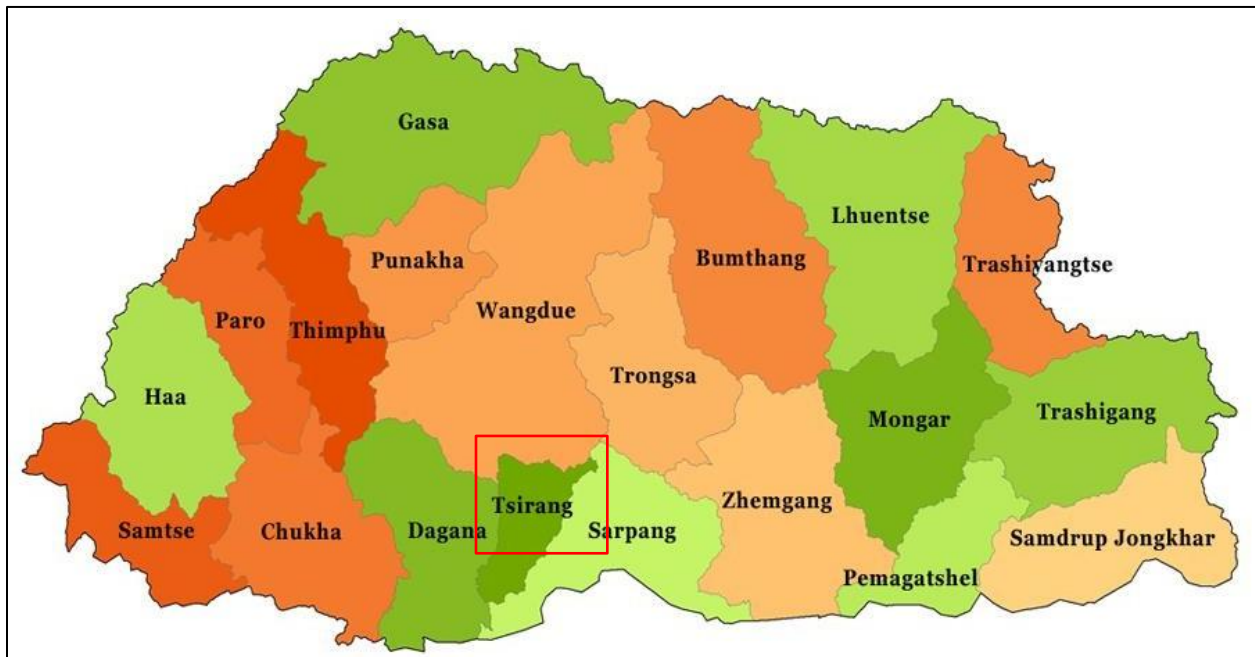 Gasa
Lhuentse
Punakha
Bumthang
Trashiyangtse
Wangdue
Paro
Thimphu
Trongsa
Haa
Trashigang
Mongar
Tsirang
Zhemgang
Samtse
Chukha
Dagana
Sarpang
Samdrup Jongkhar
Pemagatshel